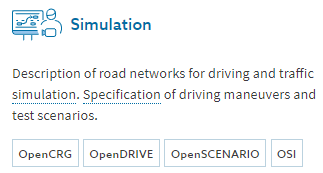 Simulation
Description of road networks for driving and traffic
simulation. Specification of driving maneuvers and
test scenarios.
OpenCRG OpenDRIVE OpenSCENARIO OSI